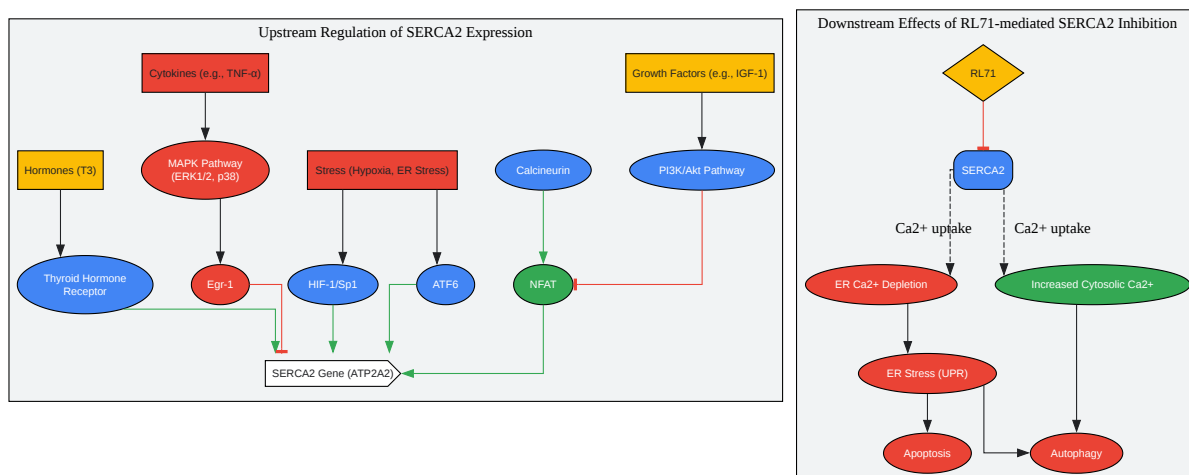 Upstream Regulation of SERCA2 Expression
Cytokines (e.g., TNF-α)
Growth Factors (e.g., IGF-1)
Hormones (T3)
MAPK Pathway
(ERK1/2, p38)
Stress (Hypoxia, ER Stress)
Calcineurin
PI3K/Akt Pathway
Thyroid Hormone
Receptor
Egr-1
HIF-1/Sp1
ATF6
NFAT
SERCA2 Gene (ATP2A2)
Downstream Effects of RL71-mediated SERCA2 Inhibition
RL71
SERCA2
Ca2+ uptake
Ca2+ uptake
ER Ca2+ Depletion
Increased Cytosolic Ca2+
ER Stress (UPR)
Apoptosis
Autophagy